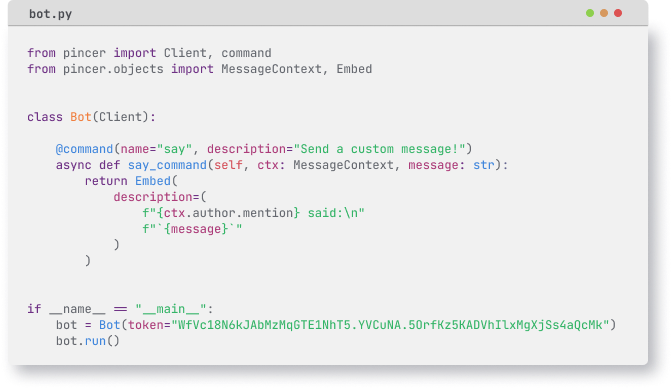 bot.py
from pincer import Client, command
from pincer.objects import MessageContext, Embed
class Bot(Client):
@command(name="say", description="Send a custom message!")
async def say_command(self, ctx: MessageContext, message: str):
return Embed(
description=(
f"{ctx.author.mention} said:\n"
f"`{message}`"
)
)
if __name__ == "__main__":
bot = Bot(token="WfVc18N6kJAbMzMqGTE1NhT5.YVCuNA.5OrfKz5KADVhIlxMgXjSs4aQcMk")
bot.run()